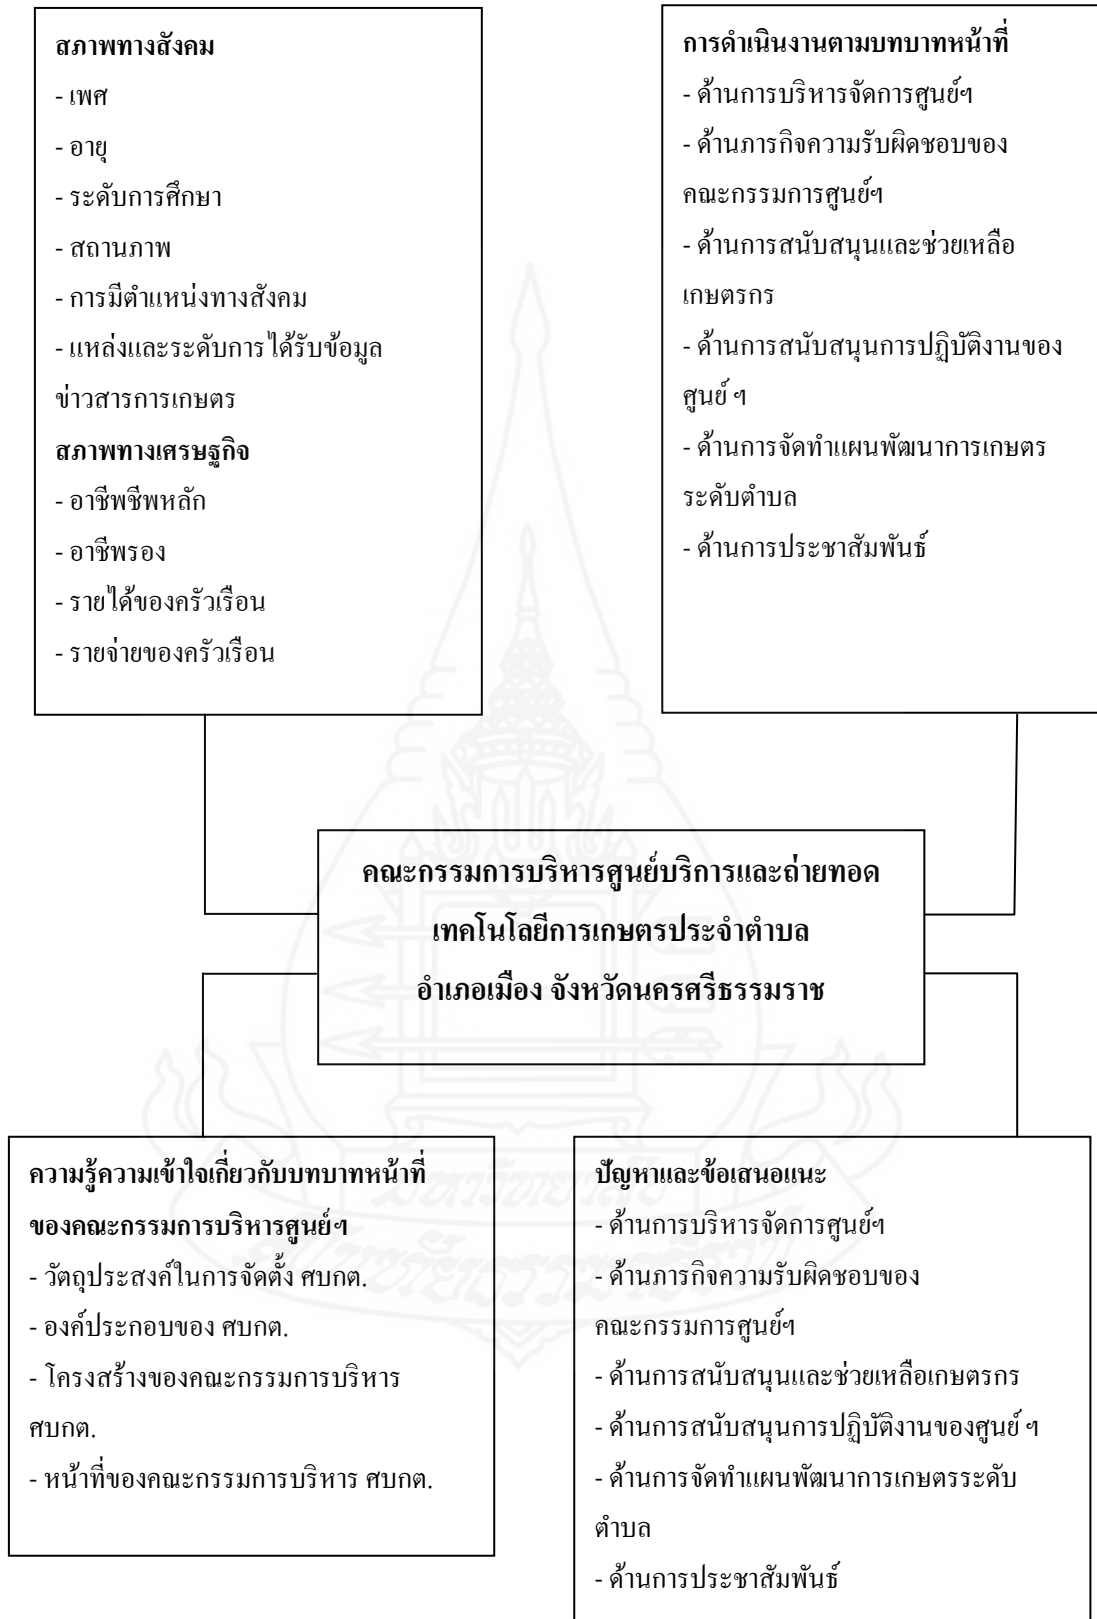 สภาพทางสังคม
- เพศ
- อายุ
- ระดับการศึกษา
- สถานภาพ
- การมีตำแหน่งทางสังคม
- แหล่งและระดับการได้รับข้อมูล
ข่าวสารการเกษตร
สภาพทางเศรษฐกิจ
- อาชีพชีพหลัก
- อาชีพรอง
- รายได้ของครัวเรือน
- รายจ่ายของครัวเรือน
การดำเนินงานตามบทบาทหน้าที่
- ด้านการบริหารจัดการศูนย์ฯ
- ด้านภารกิจความรับผิดชอบของ
คณะกรรมการศูนย์ฯ
- ด้านการสนับสนุนและช่วยเหลือ
เกษตรกร
- ด้านการสนับสนุนการปฏิบัติงานของ
ศูนย์ ฯ
- ด้านการจัดทำแผนพัฒนาการเกษตร
ระดับตำบล
- ด้านการประชาสัมพันธ์
คณะกรรมการบริหารศูนย์บริการและถ่ายทอด
เทคโนโลยีการเกษตรประจำตำบล
อำเภอเมือง จังหวัดนครศรีธรรมราช
ความรู้ความเข้าใจเกี่ยวกับบทบาทหน้าที่
ของคณะกรรมการบริหารศูนย์ฯ
- วัตถุประสงค์ในการจัดตั้ง ศบกต.
- องค์ประกอบของ ศบกต.
- โครงสร้างของคณะกรรมการบริหาร
ศบกต.
- หน้าที่ของคณะกรรมการบริหาร ศบกต.
ปัญหาและข้อเสนอแนะ
- ด้านการบริหารจัดการศูนย์ฯ
- ด้านภารกิจความรับผิดชอบของ
คณะกรรมการศูนย์ฯ
- ด้านการสนับสนุนและช่วยเหลือเกษตรกร
- ด้านการสนับสนุนการปฏิบัติงานของศูนย์ ฯ
- ด้านการจัดทำแผนพัฒนาการเกษตรระดับ
ตำบล
- ด้านการประชาสัมพันธ์
มหาวิทยาลัย
สุโขทัยธรรมาธิราช